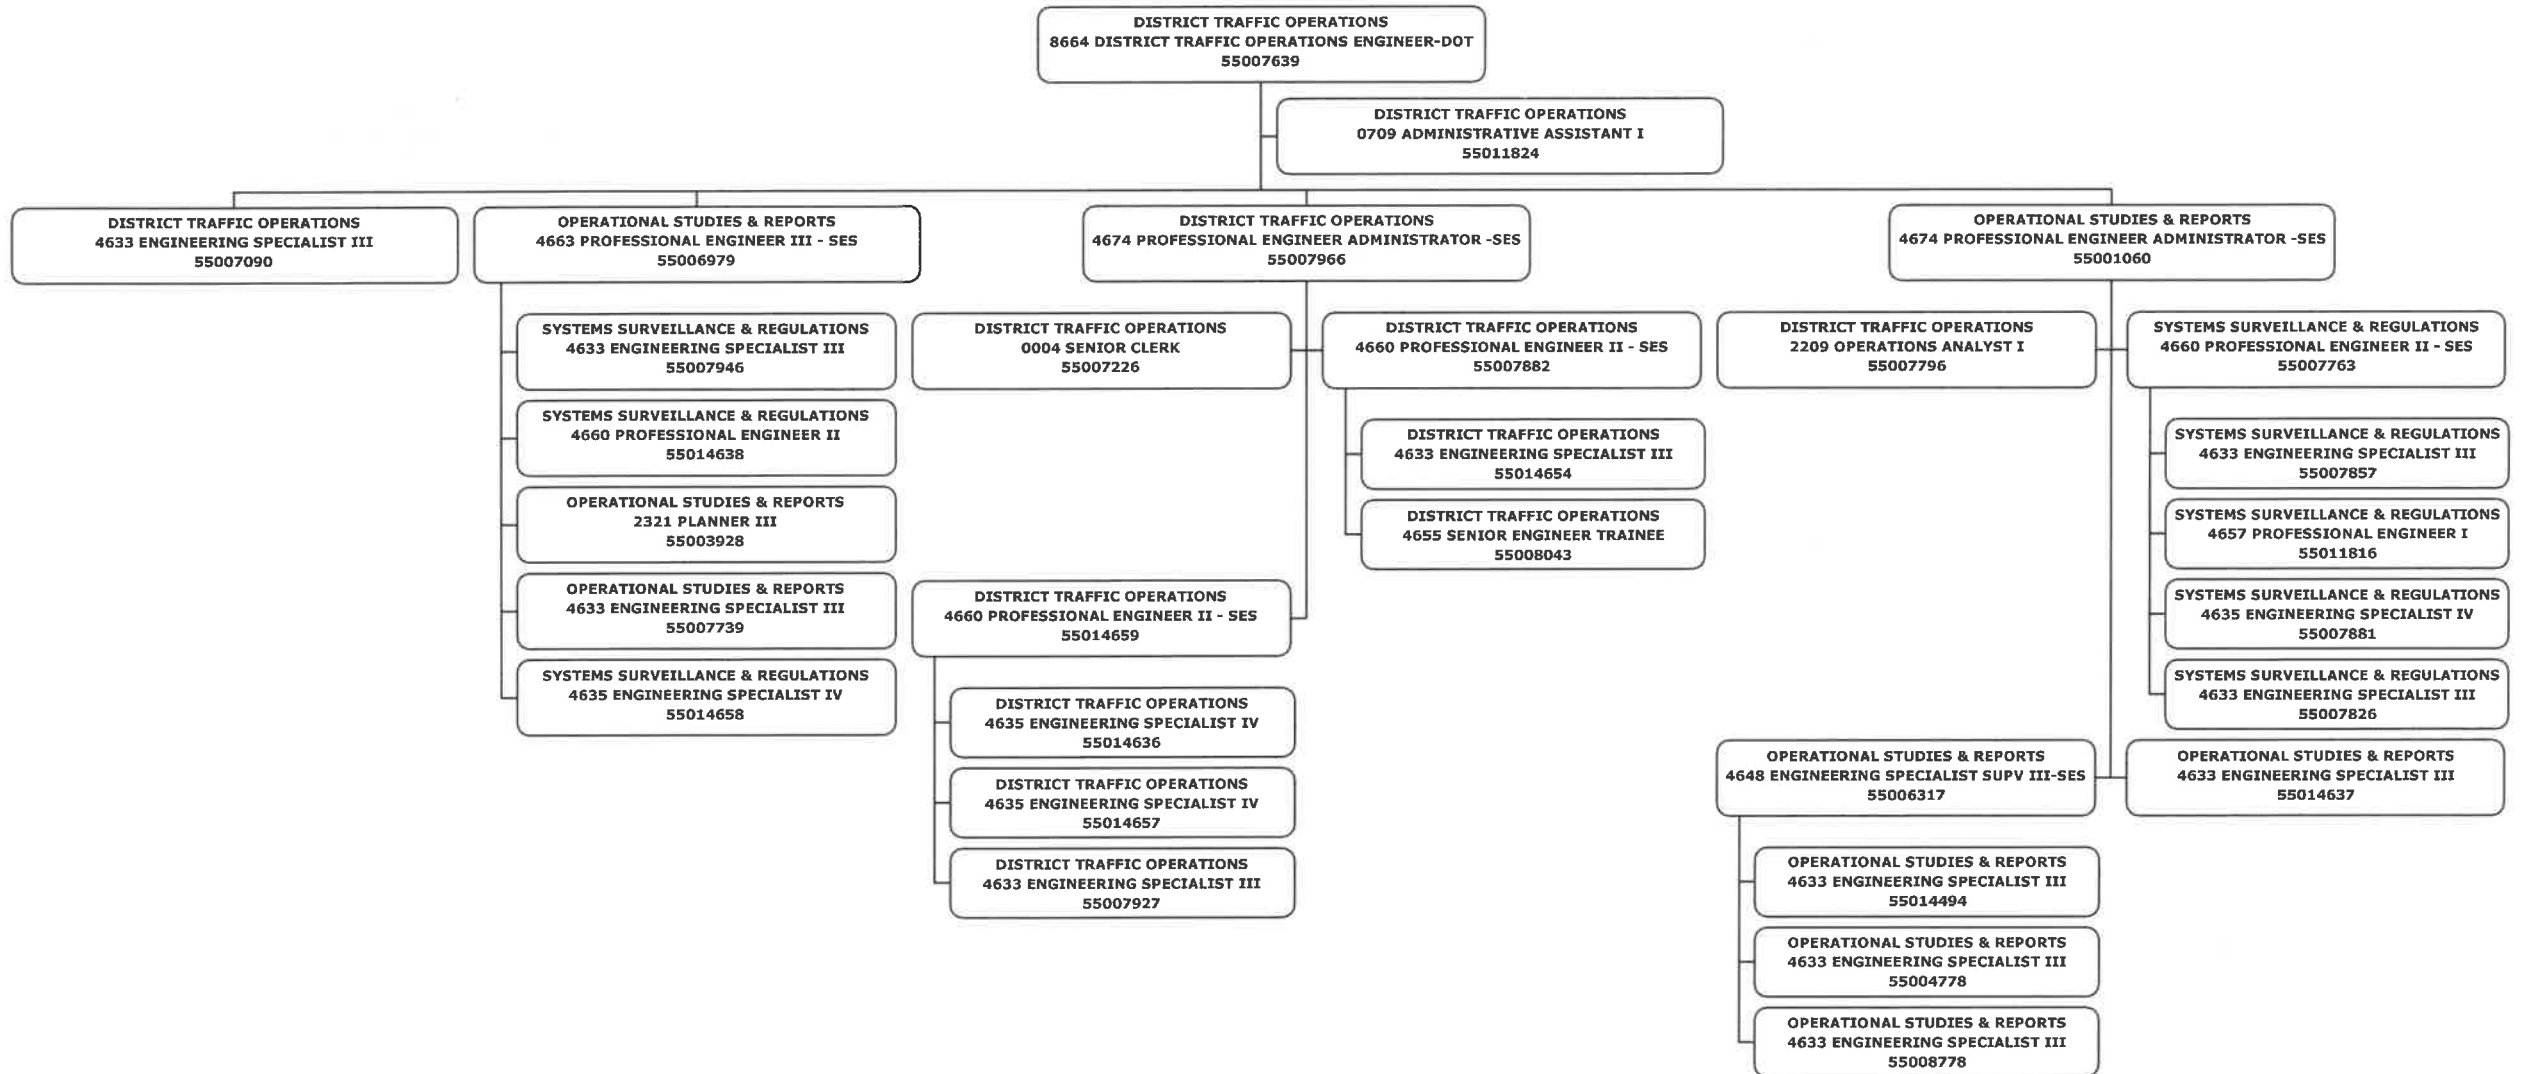 DISTRICT TRAFFIC OPERATIONS
8664 DISTRICT TRAFFIC OPERATIONS ENGINEER-DOT
55007639
DISTRICT TRAFFIC OPERATIONS
0709 ADMINISTRATIVE ASSISTANT I
55011824
DISTRICT TRAFFIC OPERATIONS
4633 ENGINEERING SPECIALIST III
55007090
OPERATIONAL STUDIES & REPORTS
4663 PROFESSIONAL ENGINEER III - SES
55006979
SYSTEMS SURVEILLANCE & REGULATIONS
4633 ENGINEERING SPECIALIST III
55007946
SYSTEMS SURVEILLANCE & REGULATIONS
4660 PROFESSIONAL ENGINEER II
55014638
OPERATIONAL STUDIES & REPORTS
2321 PLANNER III
55003928
OPERATIONAL STUDIES & REPORTS
4633 ENGINEERING SPECIALIST III
55007739
SYSTEMS SURVEILLANCE & REGULATIONS
4635 ENGINEERING SPECIALIST IV
55014658
DISTRICT TRAFFIC OPERATIONS
4674 PROFESSIONAL ENGINEER ADMINISTRATOR -SES
55007966
DISTRICT TRAFFIC OPERATIONS
0004 SENIOR CLERK
55007226
DISTRICT TRAFFIC OPERATIONS
4660 PROFESSIONAL ENGINEER II - SES
55007882
DISTRICT TRAFFIC OPERATIONS
4633 ENGINEERING SPECIALIST III
55014654
DISTRICT TRAFFIC OPERATIONS
4655 SENIOR ENGINEER TRAINEE
55008043
DISTRICT TRAFFIC OPERATIONS
4660 PROFESSIONAL ENGINEER II - SES
55014659
DISTRICT TRAFFIC OPERATIONS
4635 ENGINEERING SPECIALIST IV
55014636
DISTRICT TRAFFIC OPERATIONS
4635 ENGINEERING SPECIALIST IV
55014657
DISTRICT TRAFFIC OPERATIONS
4633 ENGINEERING SPECIALIST III
55007927
OPERATIONAL STUDIES & REPORTS
4674 PROFESSIONAL ENGINEER ADMINISTRATOR -SES
55001060
DISTRICT TRAFFIC OPERATIONS
2209 OPERATIONS ANALYST I
55007796
SYSTEMS SURVEILLANCE & REGULATIONS
4660 PROFESSIONAL ENGINEER II - SES
55007763
SYSTEMS SURVEILLANCE & REGULATIONS
4633 ENGINEERING SPECIALIST III
55007857
SYSTEMS SURVEILLANCE & REGULATIONS
4657 PROFESSIONAL ENGINEER I
55011816
SYSTEMS SURVEILLANCE & REGULATIONS
4635 ENGINEERING SPECIALIST IV
55007881
SYSTEMS SURVEILLANCE & REGULATIONS
4633 ENGINEERING SPECIALIST III
55007826
OPERATIONAL STUDIES & REPORTS
4648 ENGINEERING SPECIALIST SUPV III-SES
55006317
OPERATIONAL STUDIES & REPORTS
4633 ENGINEERING SPECIALIST III
55014637
OPERATIONAL STUDIES & REPORTS
4633 ENGINEERING SPECIALIST III
55014494
OPERATIONAL STUDIES & REPORTS
4633 ENGINEERING SPECIALIST III
55004778
OPERATIONAL STUDIES & REPORTS
4633 ENGINEERING SPECIALIST III
55008778